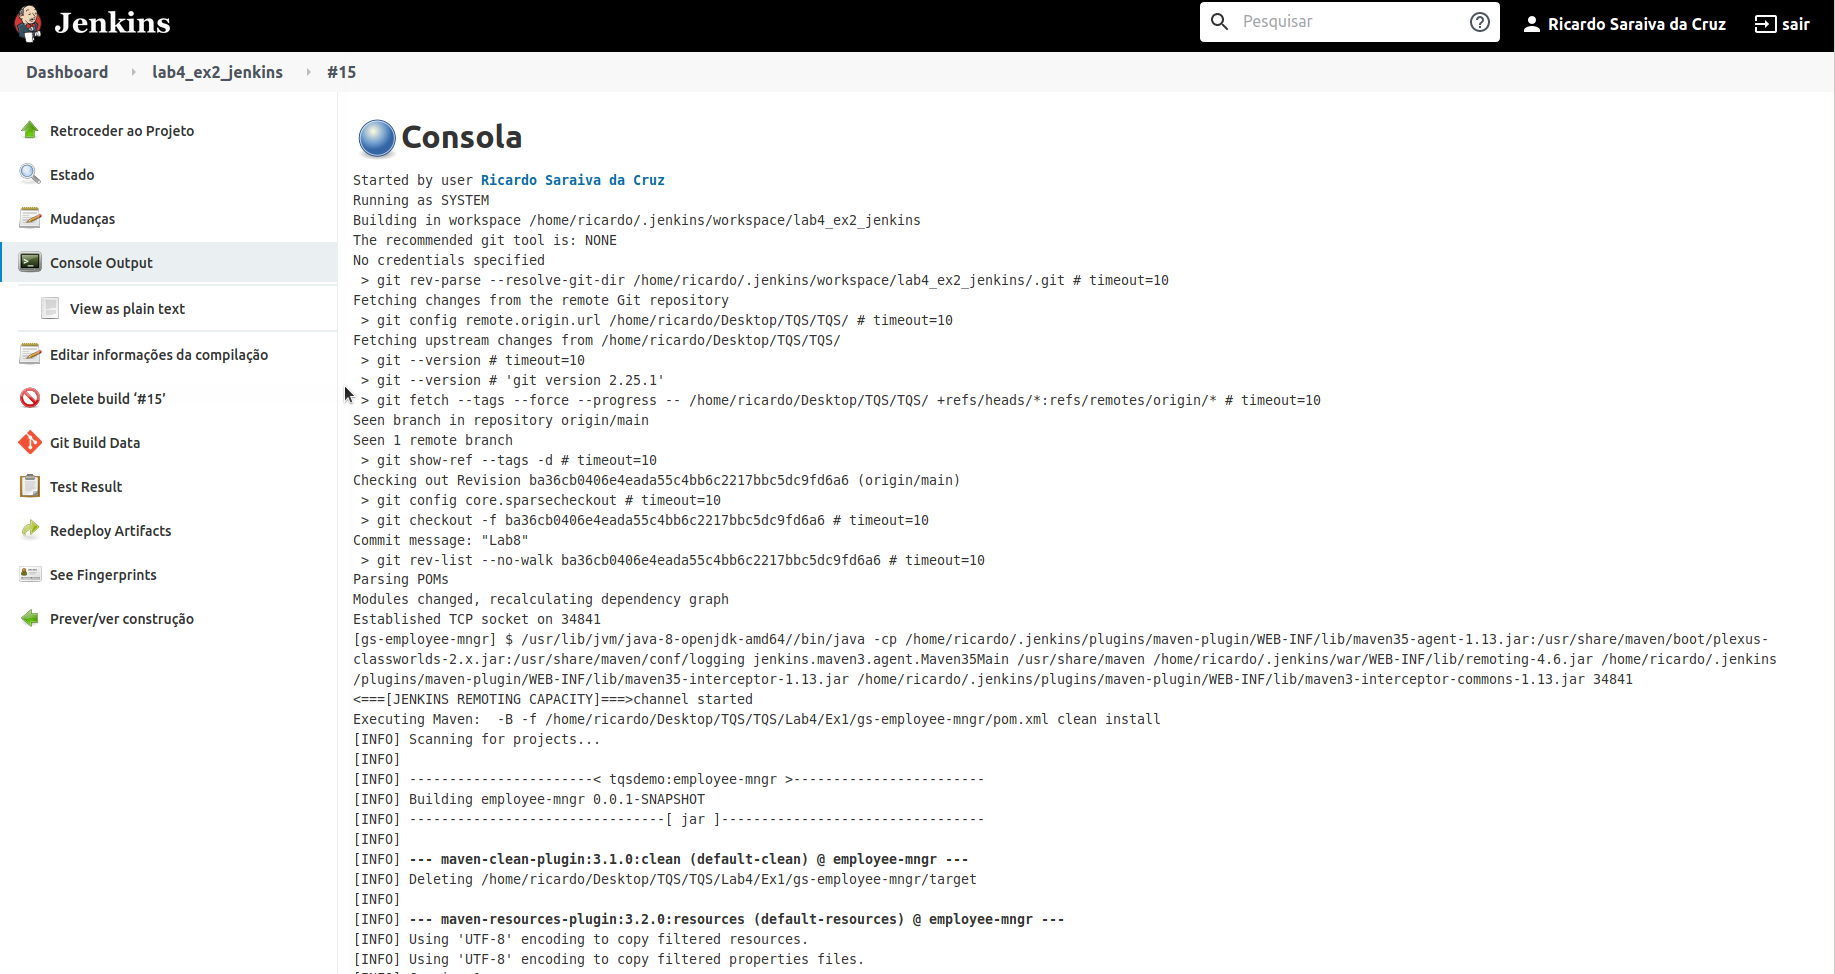 Jenkins
Pesquisar
Ricardo Saraiva da Cruz
sair
Dashboard
lab4_ex2_jenkins
#15
Retroceder ao Projeto
Estado
Mudanças
Console Output
View as plain text
Editar informações da compilação
Delete build ‘#15’
Git Build Data
Test Result
Redeploy Artifacts
See Fingerprints
Prever/ver construção
Consola
Started by user Ricardo Saraiva da Cruz
Running as SYSTEM
Building in workspace /home/ricardo/.jenkins/workspace/lab4_ex2_jenkins
The recommended git tool is: NONE
No credentials specified
 > git rev-parse --resolve-git-dir /home/ricardo/.jenkins/workspace/lab4_ex2_jenkins/.git # timeout=10
Fetching changes from the remote Git repository
 > git config remote.origin.url /home/ricardo/Desktop/TQS/TQS/ # timeout=10
Fetching upstream changes from /home/ricardo/Desktop/TQS/TQS/
 > git --version # timeout=10
 > git --version # 'git version 2.25.1'
 > git fetch --tags --force --progress -- /home/ricardo/Desktop/TQS/TQS/ +refs/heads/*:refs/remotes/origin/* # timeout=10
Seen branch in repository origin/main
Seen 1 remote branch
 > git show-ref --tags -d # timeout=10
Checking out Revision ba36cb0406e4eada55c4bb6c2217bbc5dc9fd6a6 (origin/main)
 > git config core.sparsecheckout # timeout=10
 > git checkout -f ba36cb0406e4eada55c4bb6c2217bbc5dc9fd6a6 # timeout=10
Commit message: "Lab8"
 > git rev-list --no-walk ba36cb0406e4eada55c4bb6c2217bbc5dc9fd6a6 # timeout=10
Parsing POMs
Modules changed, recalculating dependency graph
Established TCP socket on 34841
[gs-employee-mngr] $ /usr/lib/jvm/java-8-openjdk-amd64//bin/java -cp /home/ricardo/.jenkins/plugins/maven-plugin/WEB-INF/lib/maven35-agent-1.13.jar:/usr/share/maven/boot/plexus-
classworlds-2.x.jar:/usr/share/maven/conf/logging jenkins.maven3.agent.Maven35Main /usr/share/maven /home/ricardo/.jenkins/war/WEB-INF/lib/remoting-4.6.jar /home/ricardo/.jenkins
/plugins/maven-plugin/WEB-INF/lib/maven35-interceptor-1.13.jar /home/ricardo/.jenkins/plugins/maven-plugin/WEB-INF/lib/maven3-interceptor-commons-1.13.jar 34841
<===[JENKINS REMOTING CAPACITY]===>channel started
Executing Maven:  -B -f /home/ricardo/Desktop/TQS/TQS/Lab4/Ex1/gs-employee-mngr/pom.xml clean install
[INFO] Scanning for projects...
[INFO]
[INFO] -----------------------< tqsdemo:employee-mngr >------------------------
[INFO] Building employee-mngr 0.0.1-SNAPSHOT
[INFO] --------------------------------[ jar ]---------------------------------
[INFO]
[INFO] --- maven-clean-plugin:3.1.0:clean (default-clean) @ employee-mngr ---
[INFO] Deleting /home/ricardo/Desktop/TQS/TQS/Lab4/Ex1/gs-employee-mngr/target
[INFO]
[INFO] --- maven-resources-plugin:3.2.0:resources (default-resources) @ employee-mngr ---
[INFO] Using 'UTF-8' encoding to copy filtered resources.
[INFO] Using 'UTF-8' encoding to copy filtered properties files.